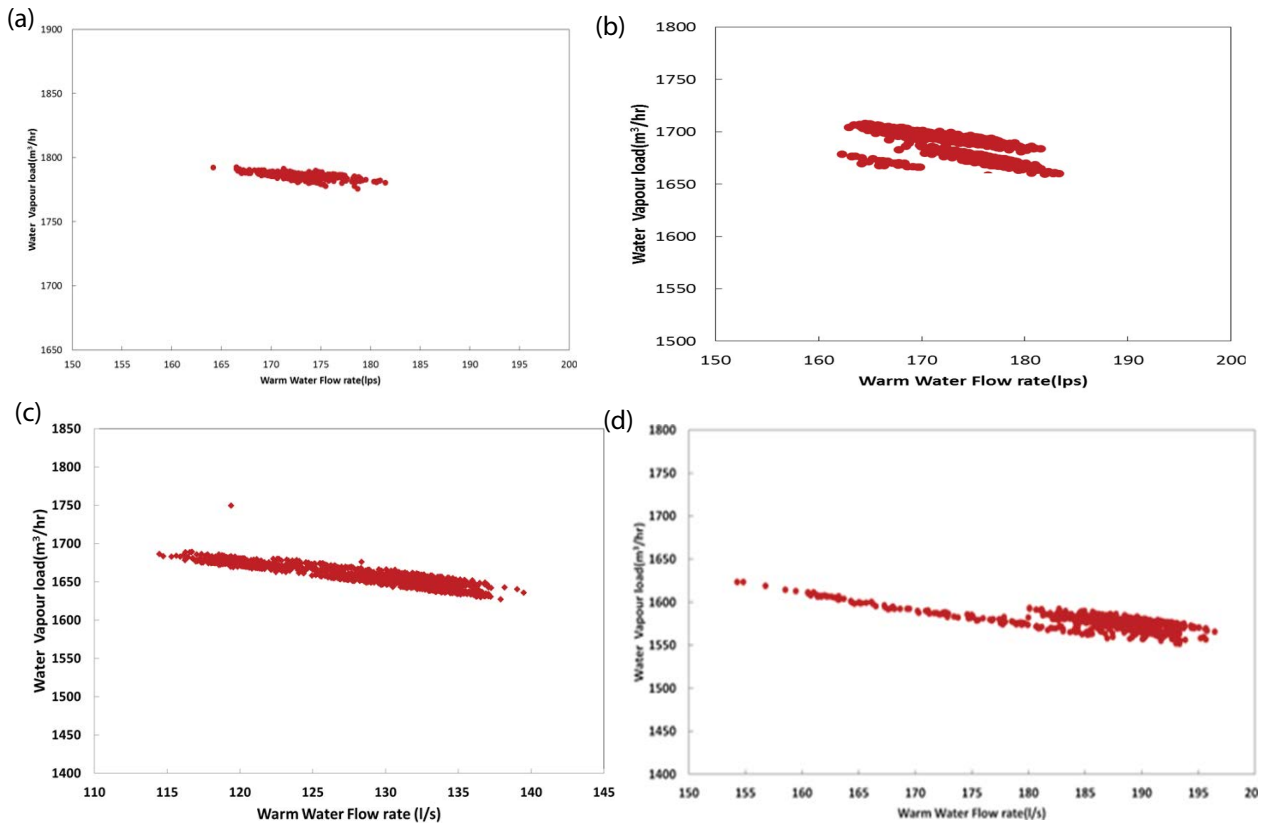 (a)
1900
1850
1800
1750
1700
1650
150 155 160 165 170 175 180 185 190 195 200
Water Vapour load(m³/hr)
Warm Water Flow rate(lps)
(b)
1800
1750
1700
1650
1600
1550
1500
150 160 170 180 190 200
Water Vapour load(m³/hr)
Warm Water Flow rate(lps)
(c)
1850
1800
1750
1700
1650
1600
1550
1500
1450
1400
110 115 120 125 130 135 140 145
Water Vapour load(m³/hr)
Warm Water Flow rate (l/s)
(d)
1800
1750
1700
1650
1600
1550
1500
1450
1400
150 155 160 165 170 175 180 185 190 195 20
Water Vapour load(m³/hr)
Warm Water Flow rate(l/s)